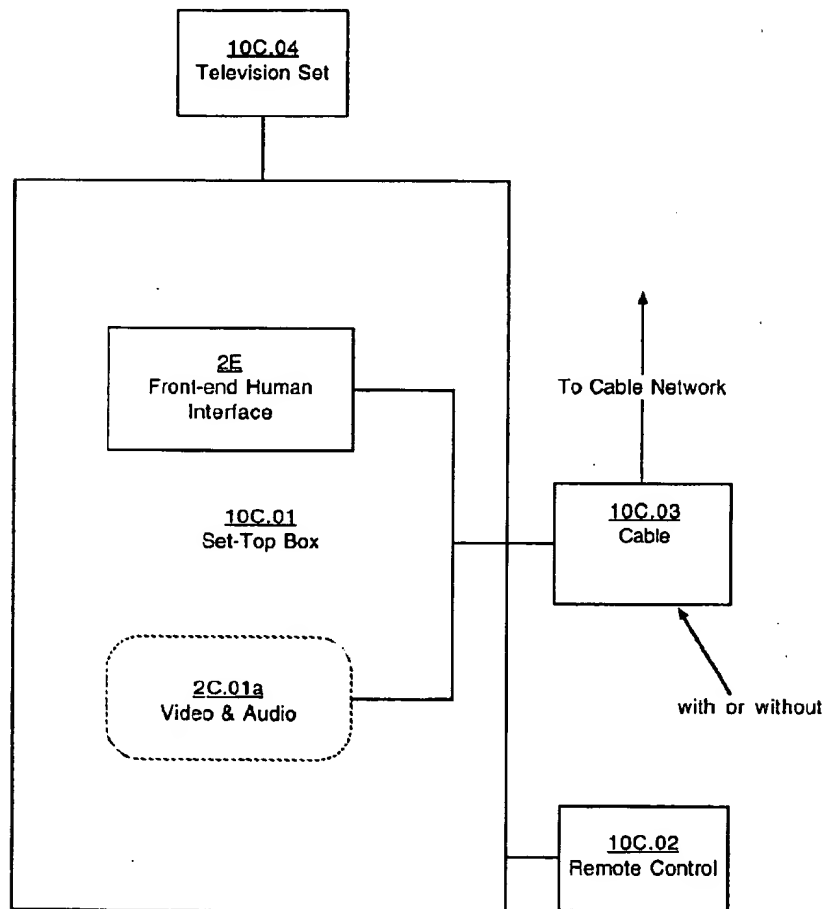 10C.04
Television Set
2E
Front-end Human
Interface
To Cable Network
10C.01
Set-Top Box
10C.03
Cable
2C.01a
Video & Audio
with or without
10C.02
Remote Control